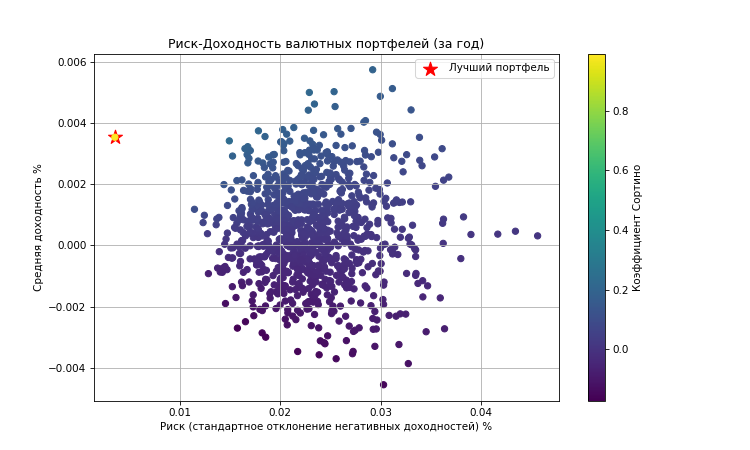 Риск-Доходность валютных портфелей (за год)
Лучший портфель
Средняя доходность %
0.006
0.004
0.002
0.000
−0.002
−0.004
0.01 0.02 0.03 0.04
Риск (стандартное отклонение негативных доходностей) %
0.8
0.6
0.4
0.2
0.0
Коэффициент Сортино